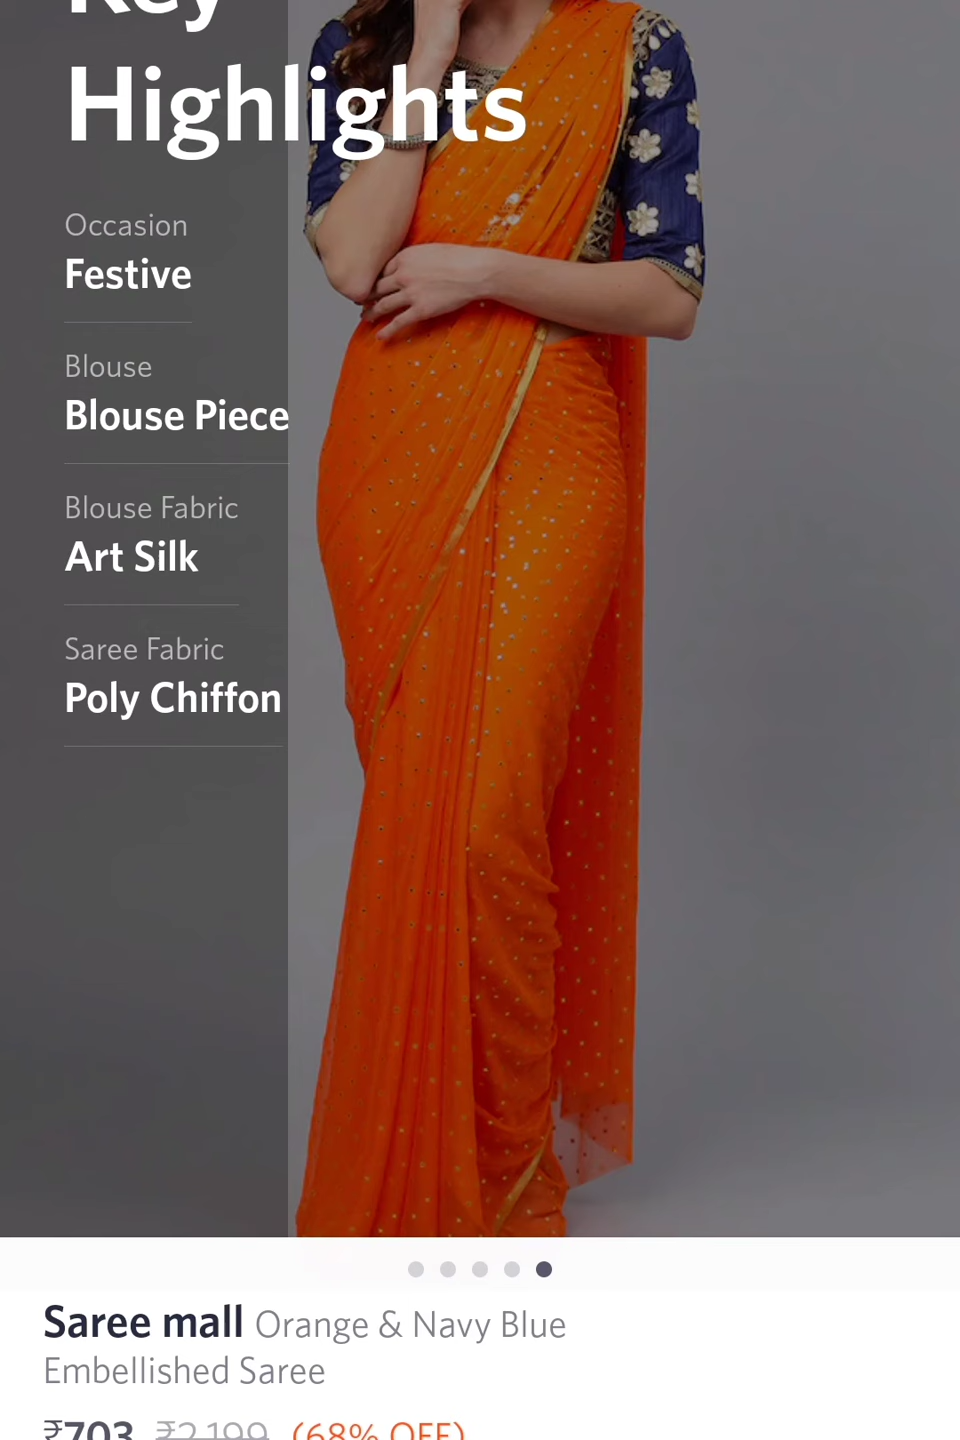 Key
Highlights
Occasion
Festive
Blouse
Blouse Piece
Blouse Fabric
Art Silk
Saree Fabric
Poly Chiffon
Saree mall Orange & Navy Blue
Embellished Saree
₹703 ₹2,199 (68% OFF)